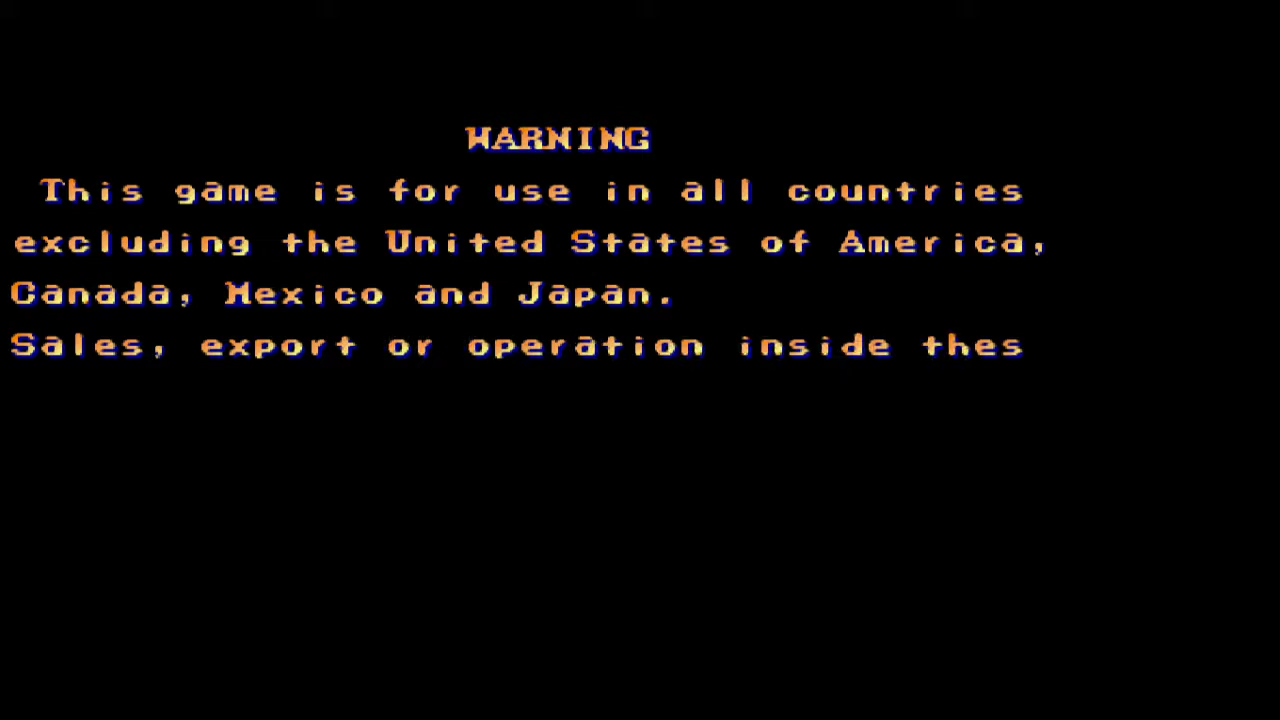 WARNING
This game is for use in all countries
excluding the United States of America,
Canada, Mexico and Japan.
Sales, export or operation inside thes